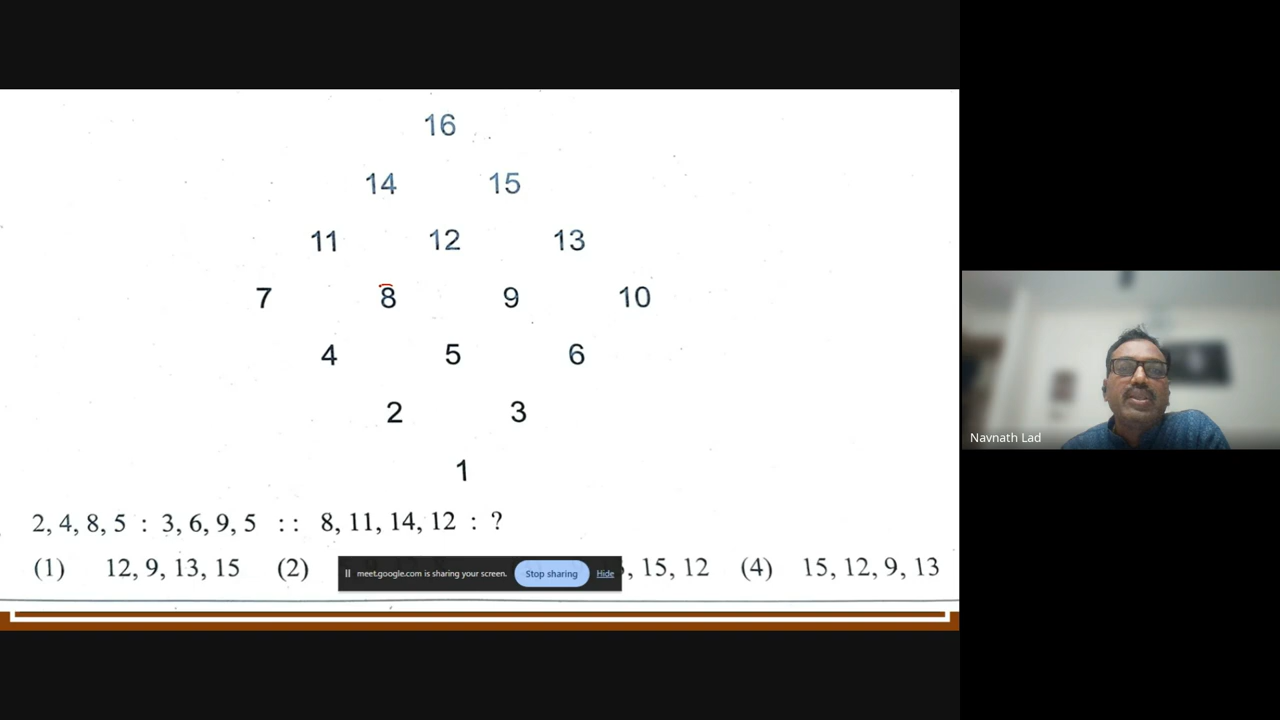 16
14 15
11 12 13
7 8 9 10
4 5 6
2 3
1
Navnath Lad
2, 4, 8, 5 : 3, 6, 9, 5 :: 8, 11, 14, 12 : ?
(1) 12, 9, 13, 15 (2) , 15, 12 (4) 15, 12, 9, 13
meet.google.com is sharing your screen. Stop sharing Hide